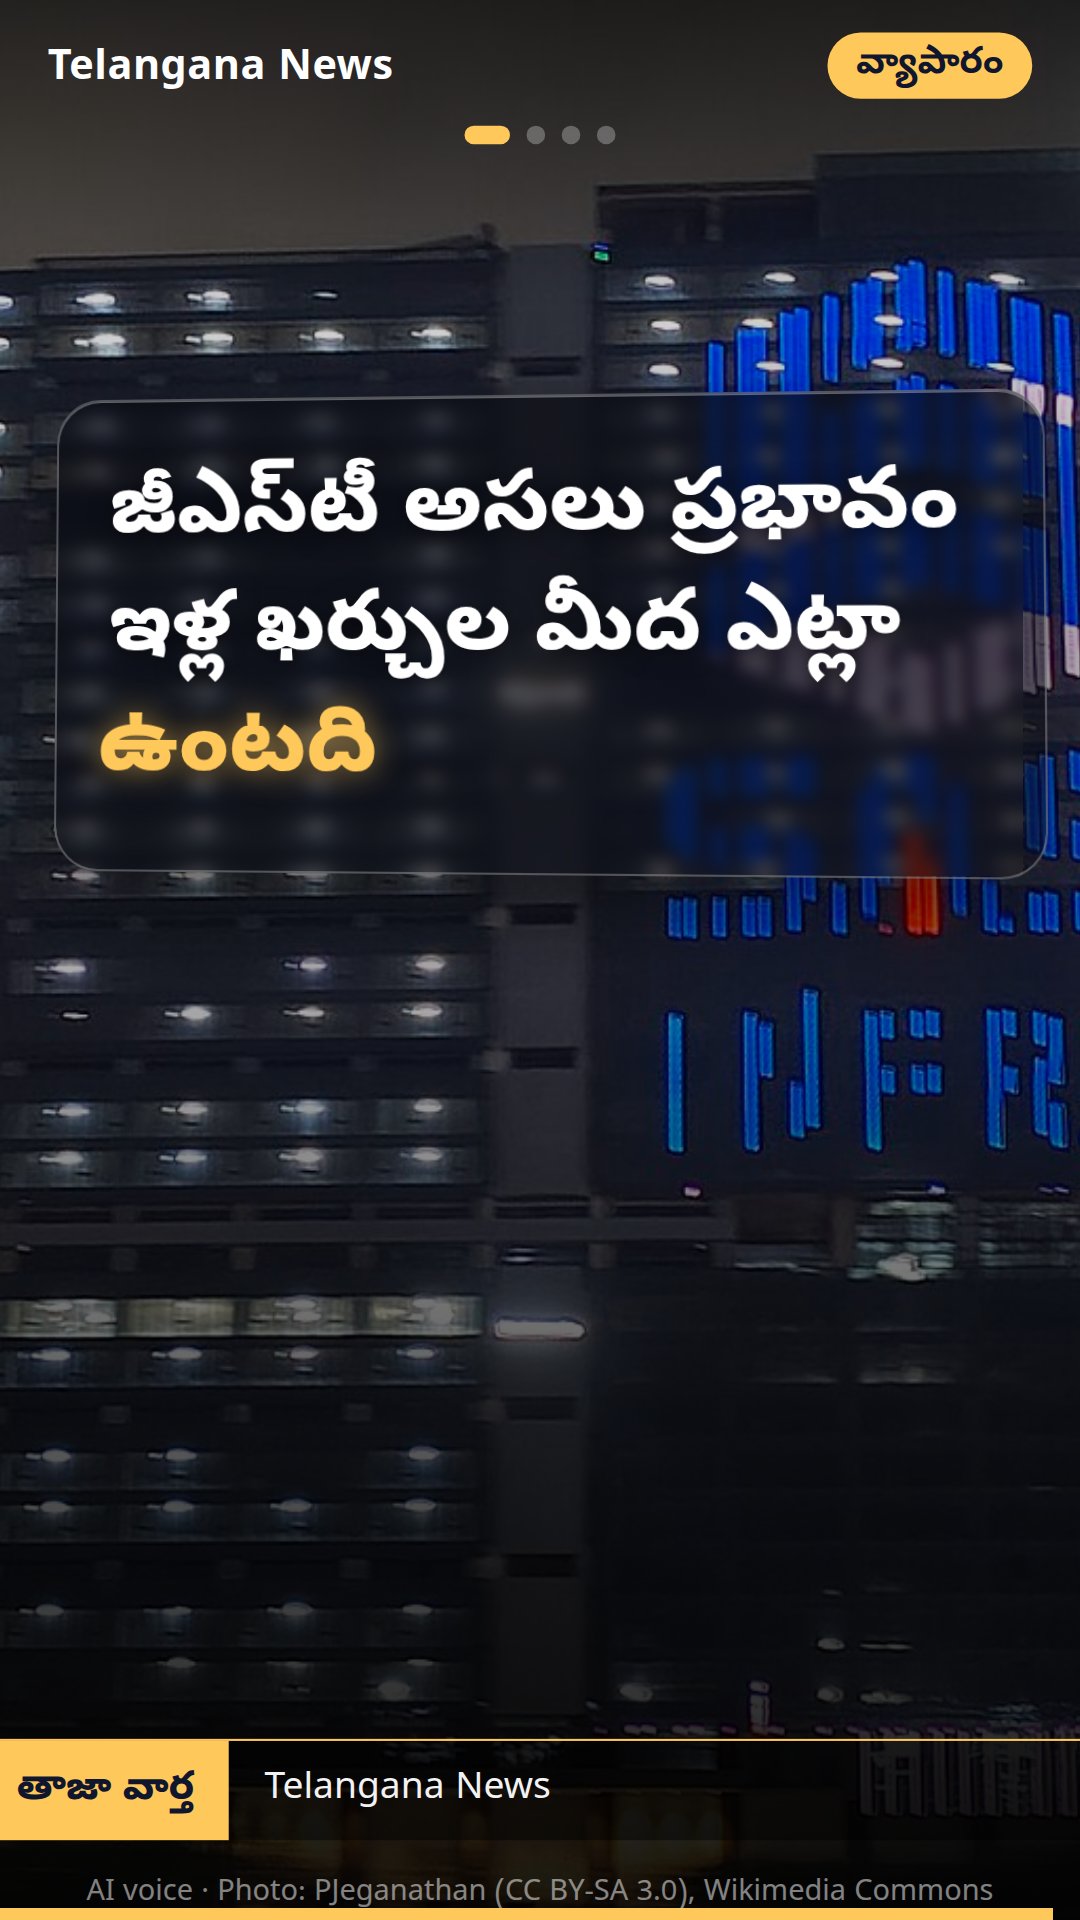 Telangana News
వ్యాపారం
జీఎస్‌టీ అసలు ప్రభావం
ఇళ్ల ఖర్చుల మీద ఎట్లా
ఉంటది
తాజా వార్త
Telangana News
AI voice · Photo: PJeganathan (CC BY-SA 3.0), Wikimedia Commons